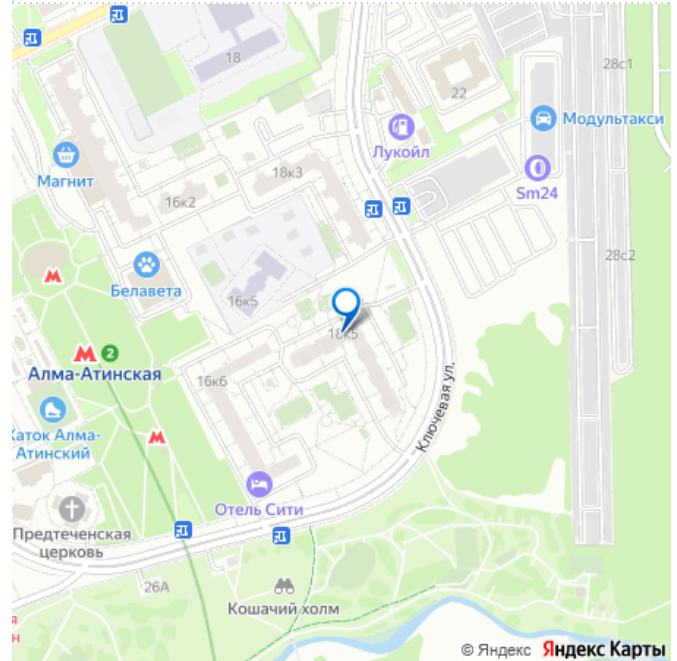 18
28с1
22
Модультакси
Лукойл
Магнит
18к3
Sm24
16к2
28с2
Белавета
16к5
18к5
2
Алма-Атинская
16к6
Ключевая ул.
Каток Алма-
Атинский
Отель Сити
Предтеченская
церковь
26А
Кошачий холм
я
н
© Яндекс Яндекс Карты